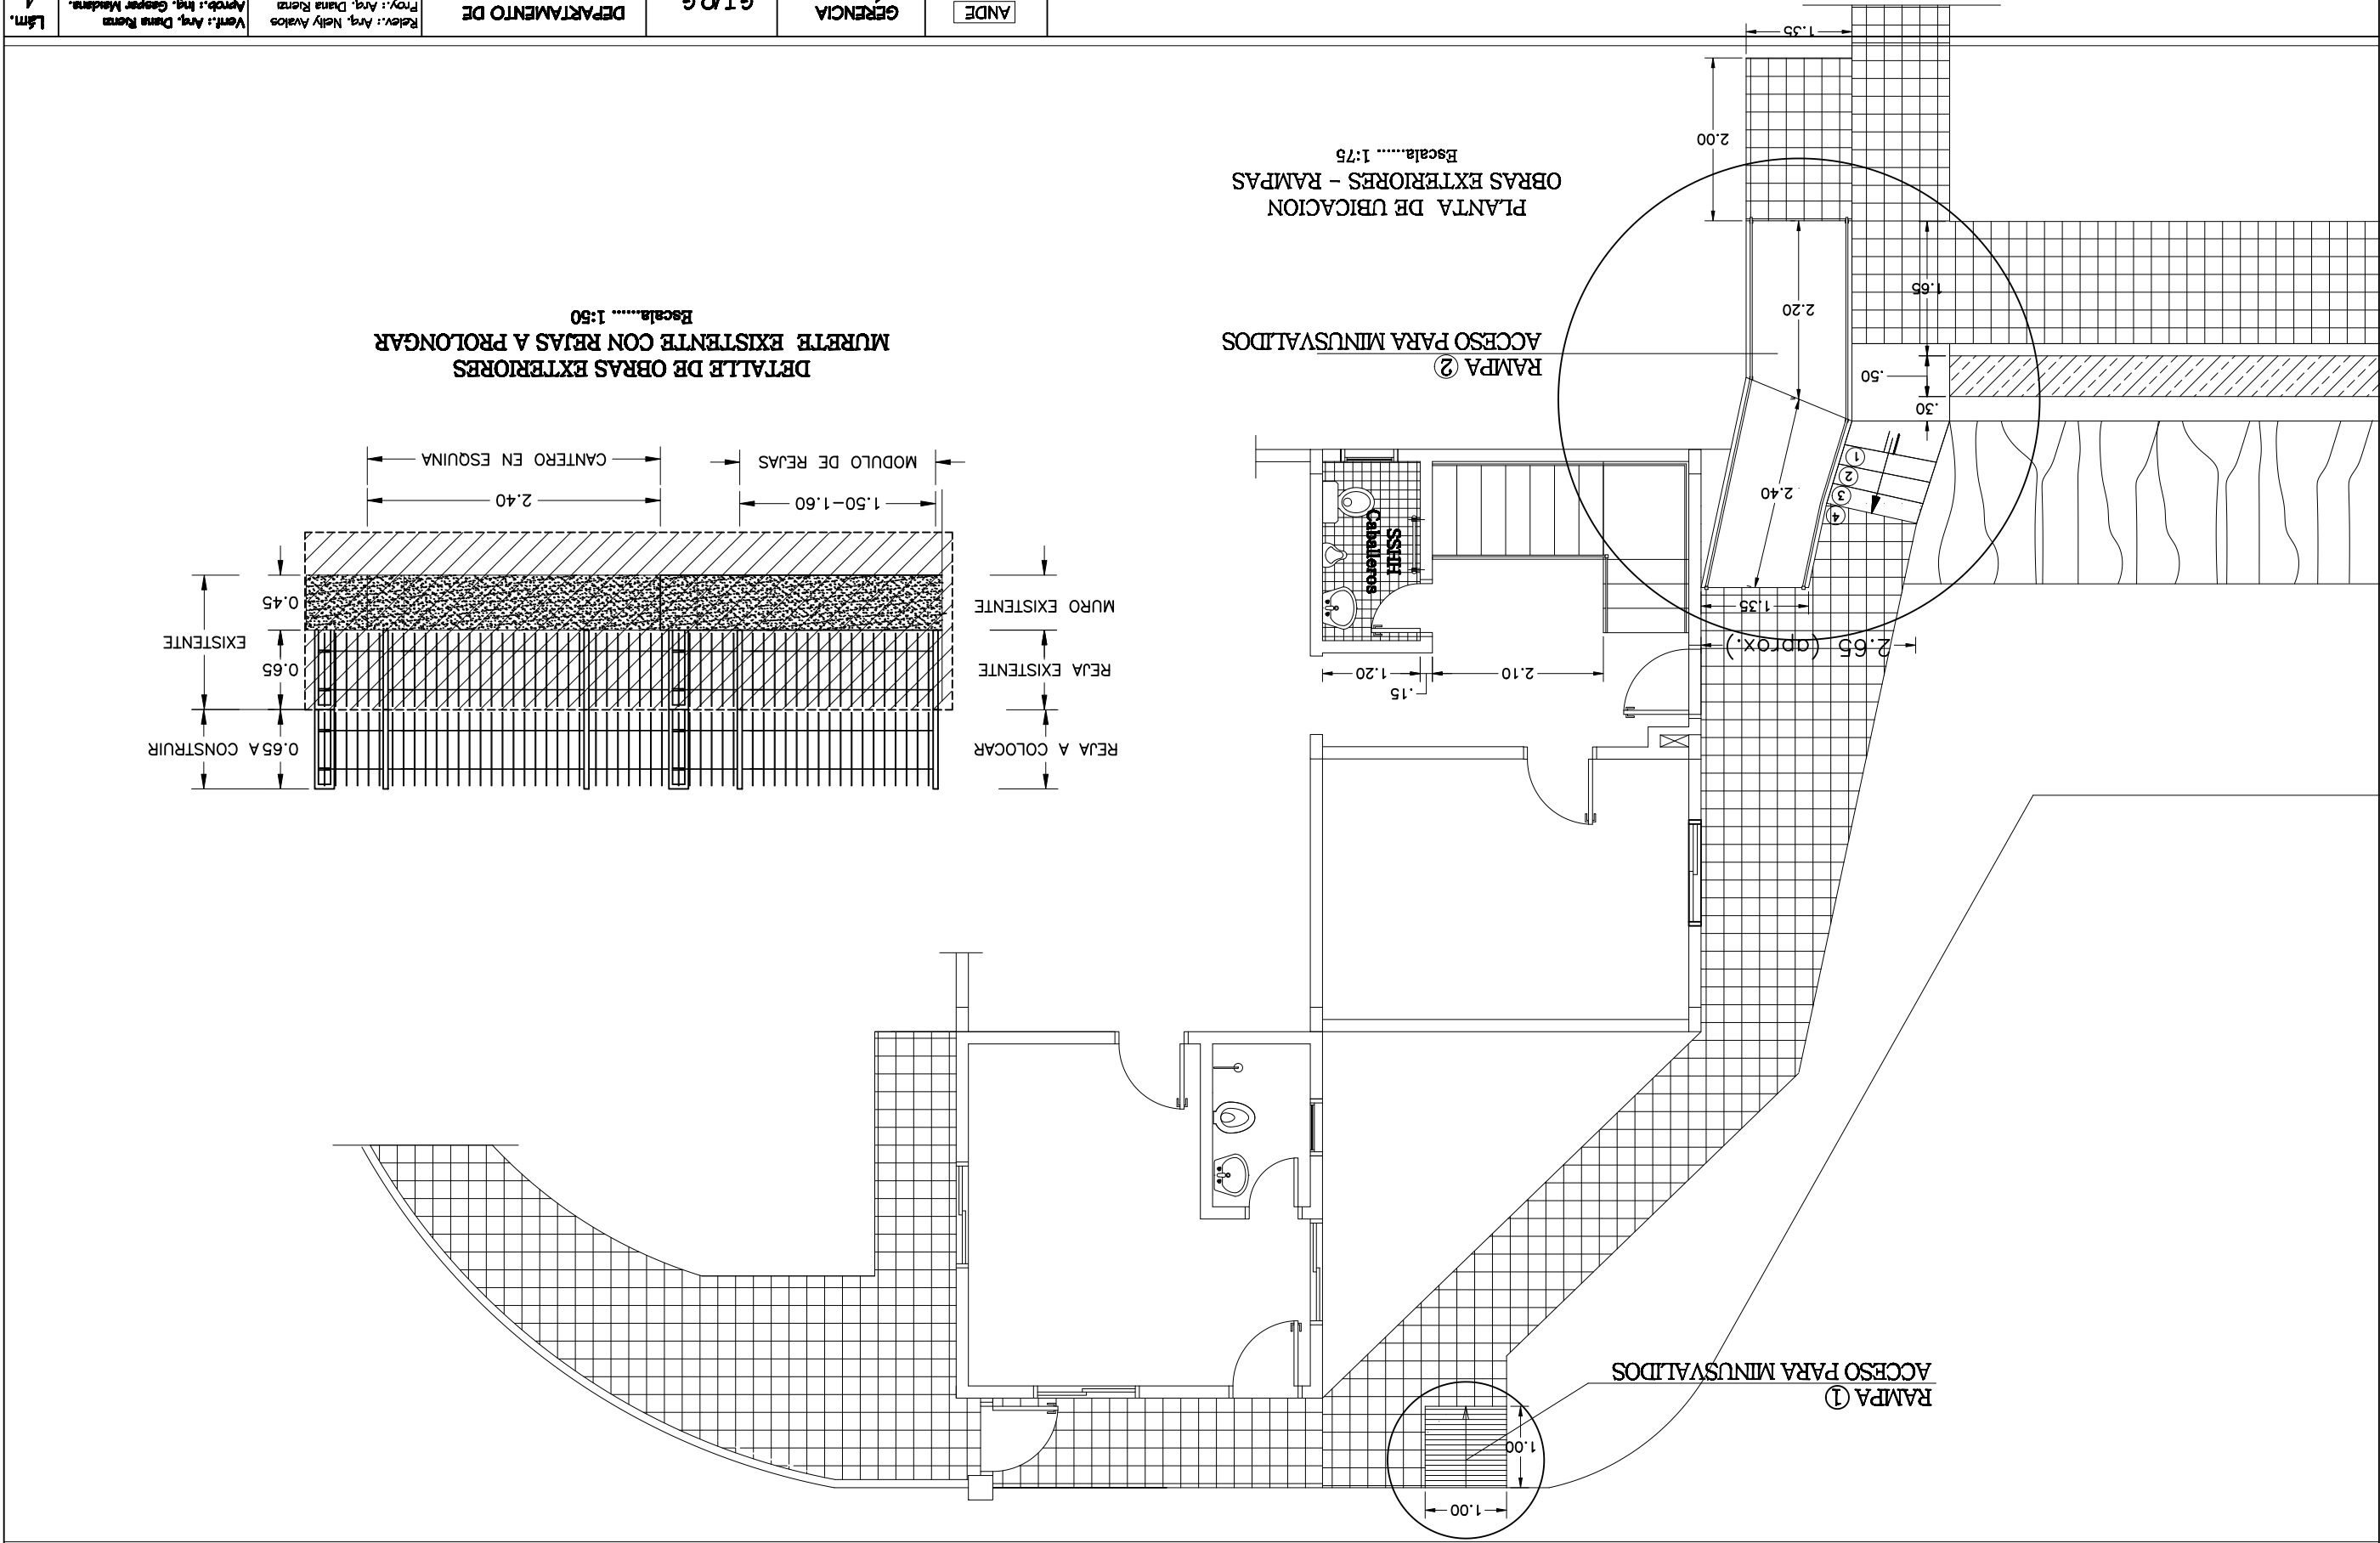 RAMPA ①
ACCESO PARA MINUSVALIDOS
1.00
1.00
2.65 (aprox.)
1.35
2.40
2.20
2.00
1.35
1.65
.50
.30
1
2
3
4
2.10
.15
1.20
SSHH
Caballeros
RAMPA ②
ACCESO PARA MINUSVALIDOS
PLANTA DE UBICACION
OBRAS EXTERIORES - RAMPAS
Escala....... 1:75
REJA A COLOCAR
REJA EXISTENTE
MURO EXISTENTE
0.65 A CONSTRUIR
0.65
0.45
EXISTENTE
1.50-1.60
2.40
MODULO DE REJAS
CANTERO EN ESQUINA
DETALLE DE OBRAS EXTERIORES
MURETE EXISTENTE CON REJAS A PROLONGAR
Escala....... 1:50
ANDE
GERENCIA
DEPARTAMENTO DE
Relev.: Arq. Nelly Avalos
Proy.: Arq. Diana Rienzi
Verif.: Arq. Diana Rienzi
Aprob.: Ing. Gaspar Maidana.
Lám.